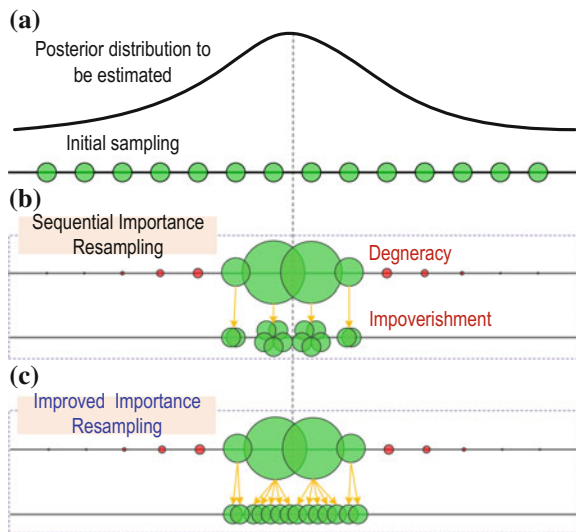 (a)
Posterior distribution to
be estimated
Initial sampling
(b)
Sequential Importance
Resampling
Degneracy
Impoverishment
(c)
Improved Importance
Resampling